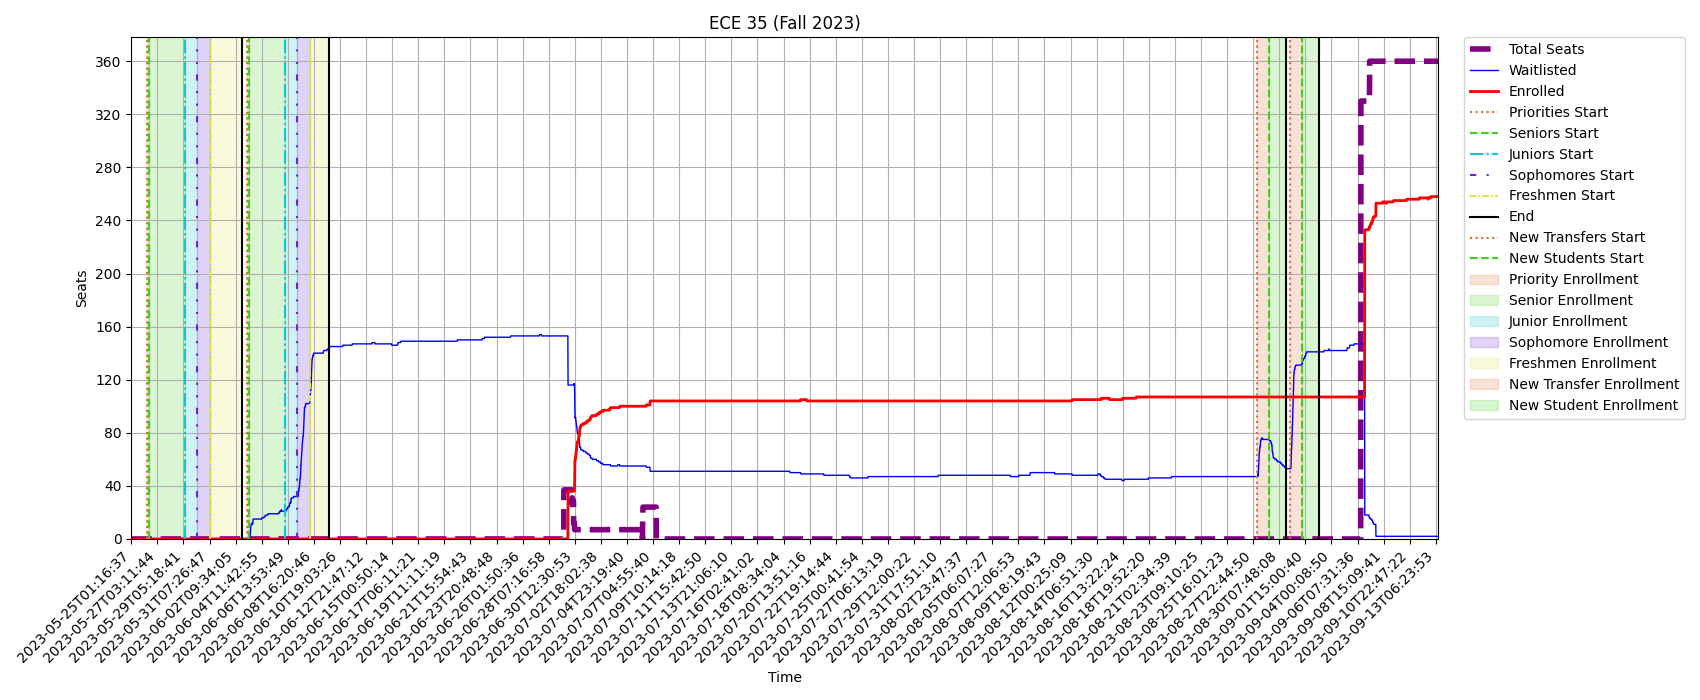 ECE 35 (Fall 2023)
360
320
280
240
200
160
120
80
40
0
Seats
2023-05-25T01:16:37
2023-05-27T03:11:44
2023-05-29T05:18:41
2023-05-31T07:26:47
2023-06-02T09:34:05
2023-06-04T11:42:55
2023-06-06T13:53:49
2023-06-08T16:20:46
2023-06-10T19:03:26
2023-06-12T21:47:12
2023-06-15T00:50:14
2023-06-17T06:11:21
2023-06-19T11:11:19
2023-06-21T15:54:43
2023-06-23T20:48:48
2023-06-26T01:50:36
2023-06-28T07:16:58
2023-06-30T12:30:53
2023-07-02T18:02:38
2023-07-04T23:19:40
2023-07-07T04:55:40
2023-07-09T10:14:18
2023-07-11T15:42:50
2023-07-13T21:06:10
2023-07-16T02:41:02
2023-07-18T08:34:04
2023-07-20T13:51:16
2023-07-22T19:14:44
2023-07-25T00:41:54
2023-07-27T06:13:19
2023-07-29T12:00:22
2023-07-31T17:51:10
2023-08-02T23:47:37
2023-08-05T06:07:27
2023-08-07T12:06:53
2023-08-09T18:19:43
2023-08-12T00:25:09
2023-08-14T06:51:30
2023-08-16T13:22:24
2023-08-18T19:52:20
2023-08-21T02:34:39
2023-08-23T09:10:25
2023-08-25T16:01:23
2023-08-27T22:44:50
2023-08-30T07:48:08
2023-09-01T15:00:40
2023-09-04T00:08:50
2023-09-06T07:31:36
2023-09-08T15:09:41
2023-09-10T22:47:22
2023-09-13T06:23:53
Time
Total Seats
Waitlisted
Enrolled
Priorities Start
Seniors Start
Juniors Start
Sophomores Start
Freshmen Start
End
New Transfers Start
New Students Start
Priority Enrollment
Senior Enrollment
Junior Enrollment
Sophomore Enrollment
Freshmen Enrollment
New Transfer Enrollment
New Student Enrollment